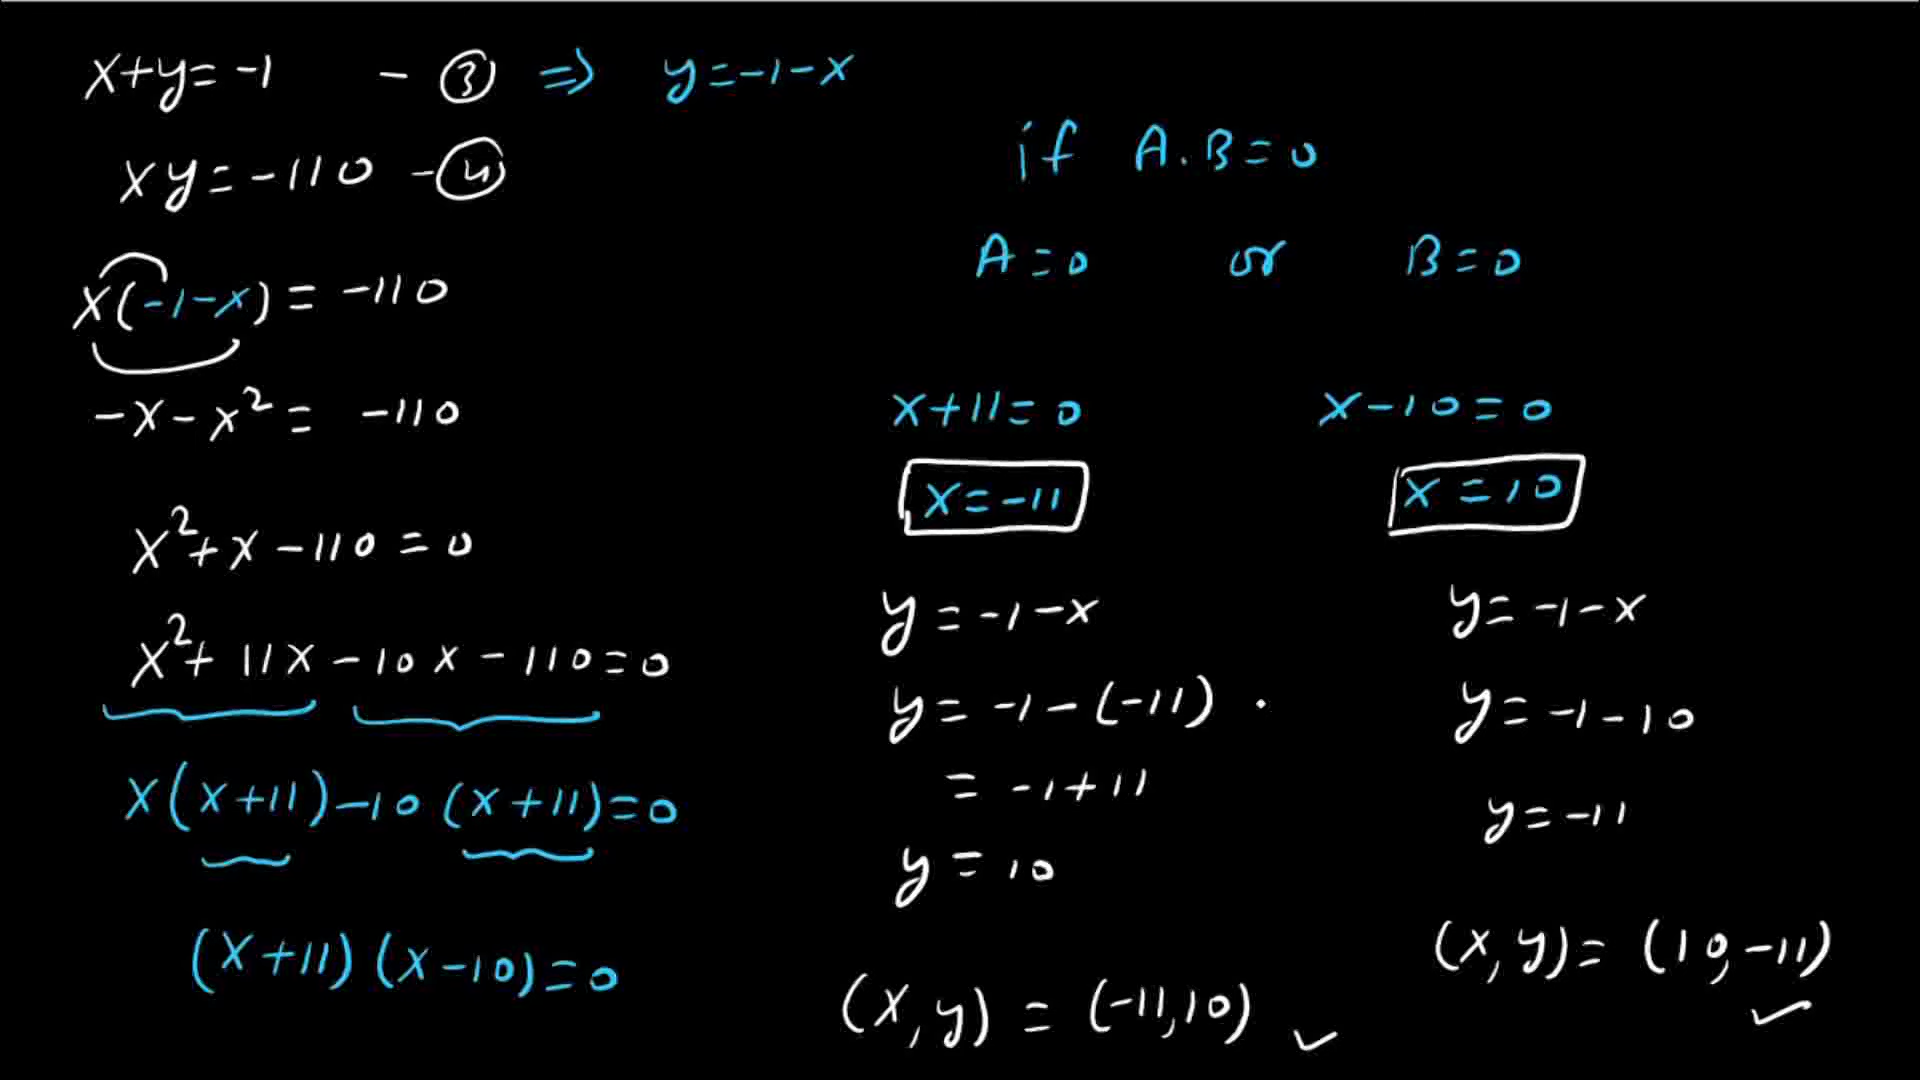 x+y=-1 - ③ ⇒ y=-1-x
xy=-110 - ④
x(-1-x)=-110
-x-x²=-110
x²+x-110=0
x²+11x-10x-110=0
x(x+11)-10(x+11)=0
(x+11)(x-10)=0
if A.B=0
A=0 or B=0
x+11=0
x=-11
y=-1-x
y=-1-(-11).
=-1+11
y=10
(x,y)=(-11,10) ✓
x-10=0
x=10
y=-1-x
y=-1-10
y=-11
(x,y)=(10,-11)
✓